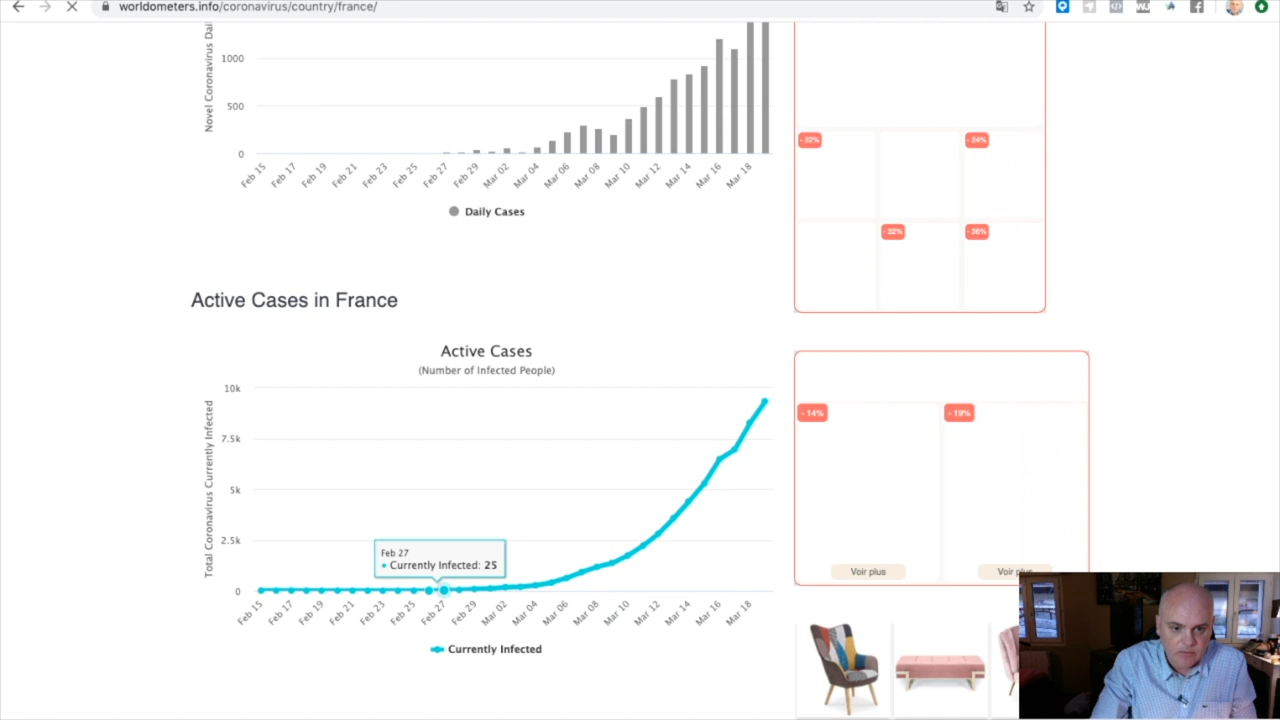 worldometers.info/coronavirus/country/france/
Novel Coronavirus Dai
1000
500
0
Feb 15
Feb 17
Feb 19
Feb 21
Feb 23
Feb 25
Feb 27
Feb 29
Mar 02
Mar 04
Mar 06
Mar 08
Mar 10
Mar 12
Mar 14
Mar 16
Mar 18
Daily Cases
- 32%
- 24%
- 32%
- 36%
Active Cases in France
Active Cases
(Number of Infected People)
Total Coronavirus Currently Infected
10k
7.5k
5k
2.5k
0
Feb 27
Currently Infected: 25
Feb 15
Feb 17
Feb 19
Feb 21
Feb 23
Feb 25
Feb 27
Feb 29
Mar 02
Mar 04
Mar 06
Mar 08
Mar 10
Mar 12
Mar 14
Mar 16
Mar 18
Currently Infected
- 14%
- 19%
Voir plus
Voir plus